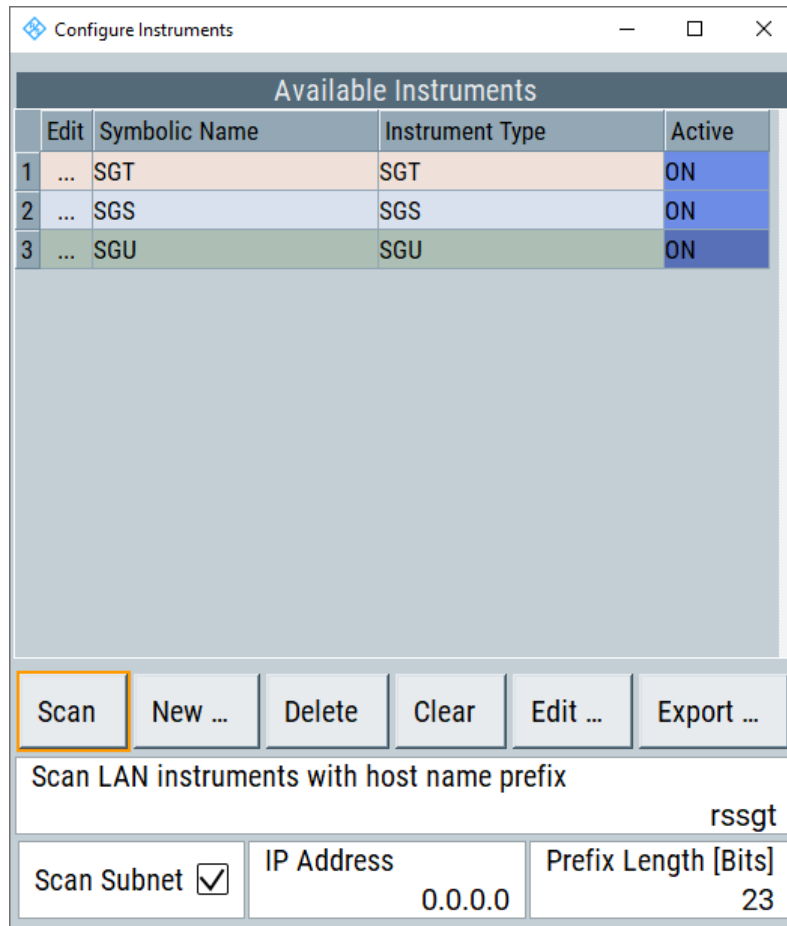 Configure Instruments
Available Instruments
Edit Symbolic Name Instrument Type Active
1 ... SGT SGT ON
2 ... SGS SGS ON
3 ... SGU SGU ON
Scan New ... Delete Clear Edit ... Export ...
Scan LAN instruments with host name prefix
rssgt
Scan Subnet IP Address Prefix Length [Bits]
0.0.0.0 23